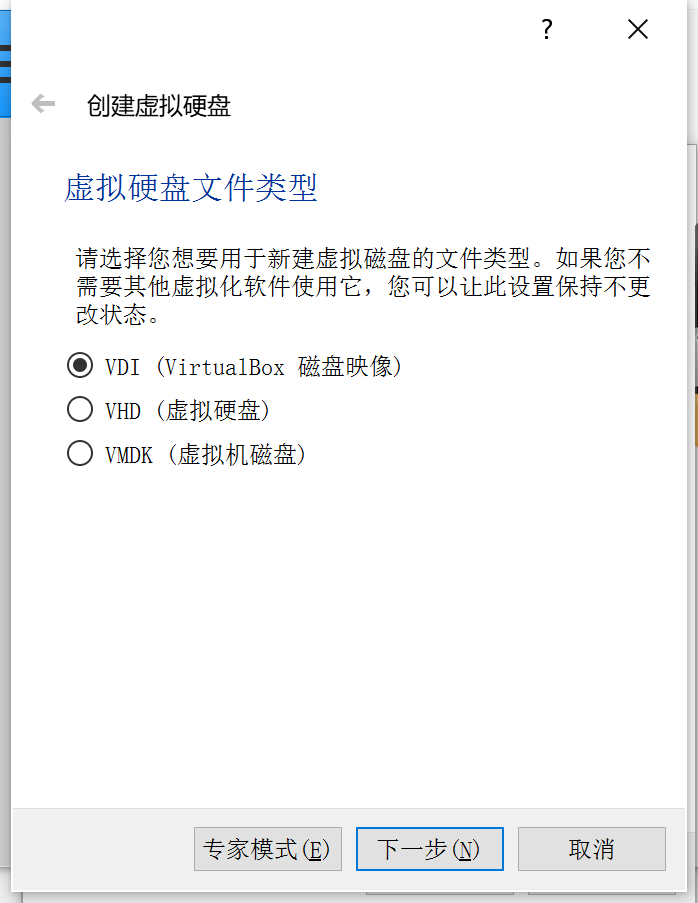 ?
创建虚拟硬盘
虚拟硬盘文件类型
请选择您想要用于新建虚拟磁盘的文件类型。如果您不
需要其他虚拟化软件使用它，您可以让此设置保持不更
改状态。
VDI (VirtualBox 磁盘映像)
VHD (虚拟硬盘)
VMDK (虚拟机磁盘)
专家模式(E) 下一步(N) 取消